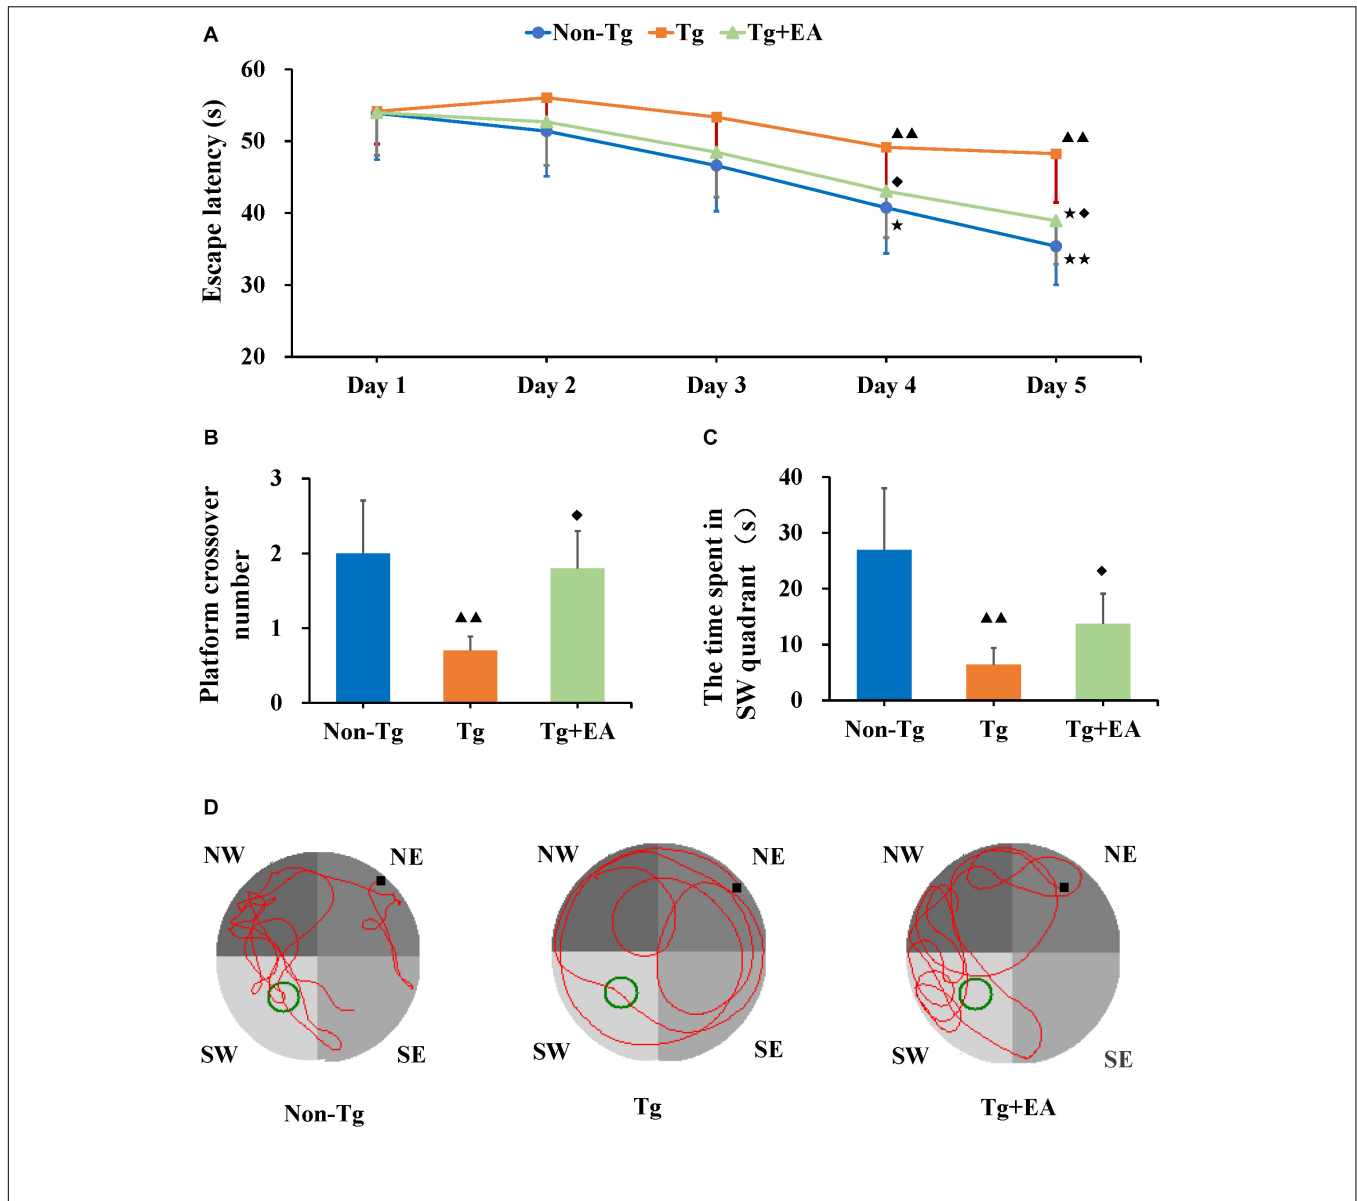 A
Non-Tg Tg Tg+EA
Escape latency (s)
60
50
40
30
20
▲▲
▲▲
◆
★
★◆
★★
Day 1 Day 2 Day 3 Day 4 Day 5
B
Platform crossover
number
3
2
1
0
▲▲
◆
Non-Tg Tg Tg+EA
C
The time spent in
SW quadrant（s）
40
30
20
10
0
▲▲
◆
Non-Tg Tg Tg+EA
D
NW NE
SW SE
Non-Tg
NW NE
SW SE
Tg
NW NE
SW SE
Tg+EA